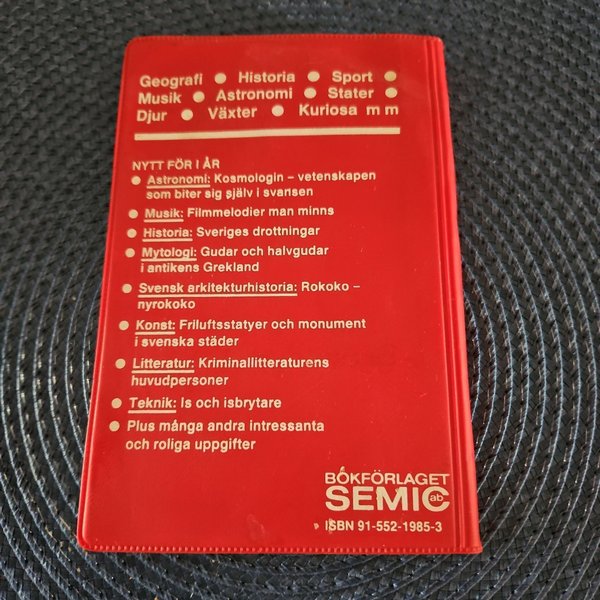 Geografi ● Historia ● Sport ●
Musik ● Astronomi ● Stater ●
Djur ● Växter ● Kuriosa m m
NYTT FÖR I ÅR
● Astronomi: Kosmologin – vetenskapen
som biter sig själv i svansen
● Musik: Filmmelodier man minns
● Historia: Sveriges drottningar
● Mytologi: Gudar och halvgudar
i antikens Grekland
● Svensk arkitekturhistoria: Rokoko –
nyrokoko
● Konst: Friluftsstatyer och monument
i svenska städer
● Litteratur: Kriminallitteraturens
huvudpersoner
● Teknik: Is och isbrytare
● Plus många andra intressanta
och roliga uppgifter
BOKFÖRLAGET
SEMIC ab
ISBN 91-552-1985-3